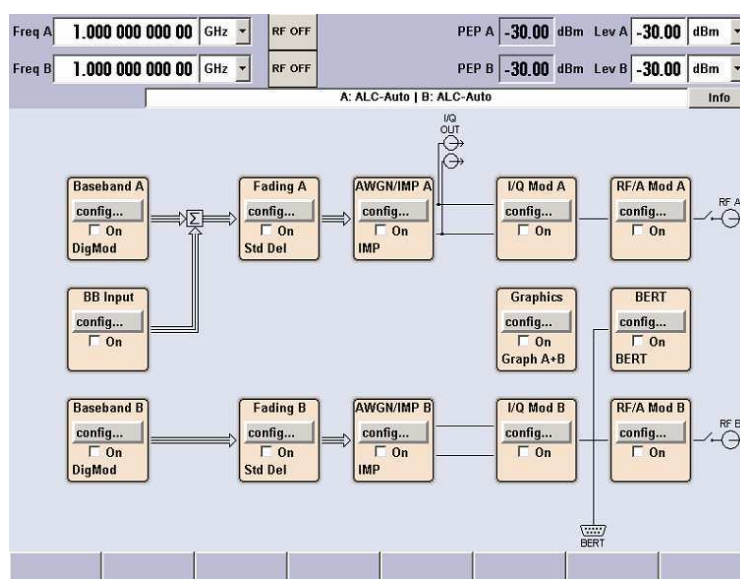 Freq A 1.000 000 000 00 GHz RF OFF PEP A -30.00 dBm Lev A -30.00 dBm
Freq B 1.000 000 000 00 GHz RF OFF PEP B -30.00 dBm Lev B -30.00 dBm
A: ALC-Auto | B: ALC-Auto Info
I/Q
OUT
Baseband A Fading A AWGN/IMP A I/Q Mod A RF/A Mod A
config... config... config... config... config... RF A
On Σ On On On On
DigMod Std Del IMP
BB Input Graphics BERT
config... config... config...
On On On
Graph A+B BERT
Baseband B Fading B AWGN/IMP B I/Q Mod B RF/A Mod B
config... config... config... config... config... RF B
On On On On On
DigMod Std Del IMP
BERT